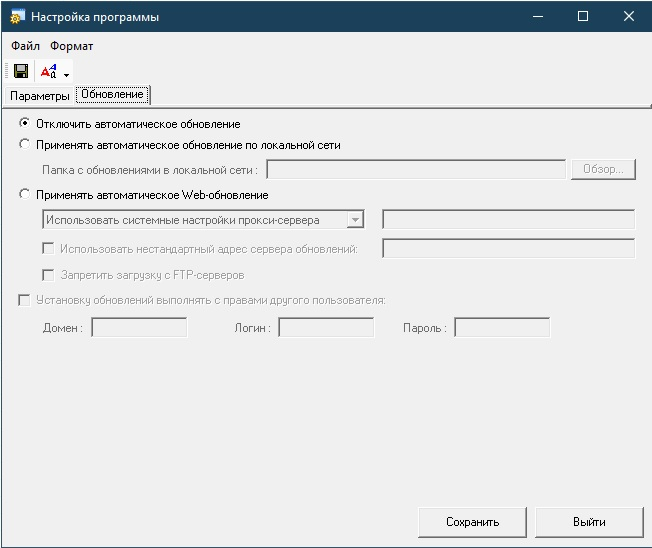 Настройка программы
Файл Формат
Параметры Обновление
Отключить автоматическое обновление
Применять автоматическое обновление по локальной сети
Папка с обновлениями в локальной сети : Обзор...
Применять автоматическое Web-обновление
Использовать системные настройки прокси-сервера
Использовать нестандартный адрес сервера обновлений:
Запретить загрузку с FTP-серверов
Установку обновлений выполнять с правами другого пользователя:
Домен : Логин : Пароль :
Сохранить Выйти